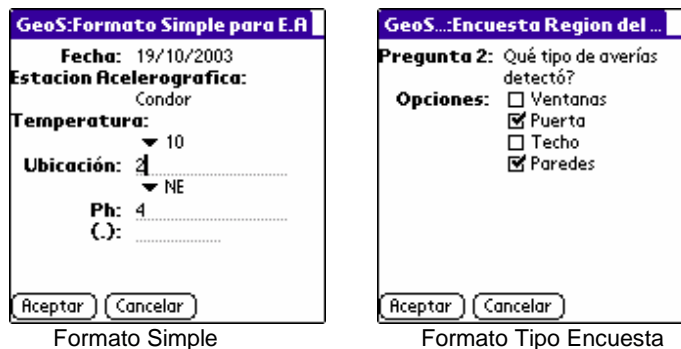 GeoS:Formato Simple para E.A
Fecha: 19/10/2003
Estacion Acelerografica:
Condor
Temperatura:
10
Ubicación: 2
NE
Ph: 4
(.):
Aceptar Cancelar
Formato Simple
GeoS...:Encuesta Region del ...
Pregunta 2: Qué tipo de averías
detectó?
Opciones: Ventanas
Puerta
Techo
Paredes
Aceptar Cancelar
Formato Tipo Encuesta